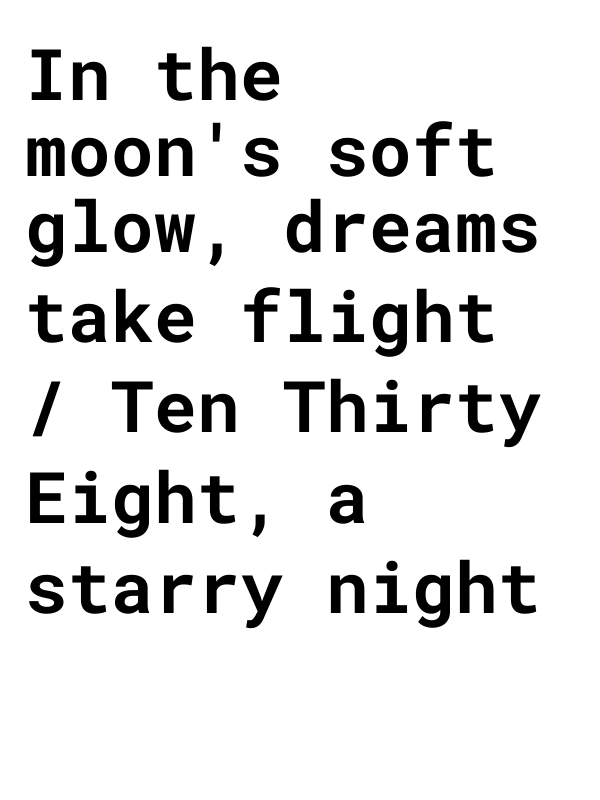 In the
moon's soft
glow, dreams
take flight
/ Ten Thirty
Eight, a
starry night